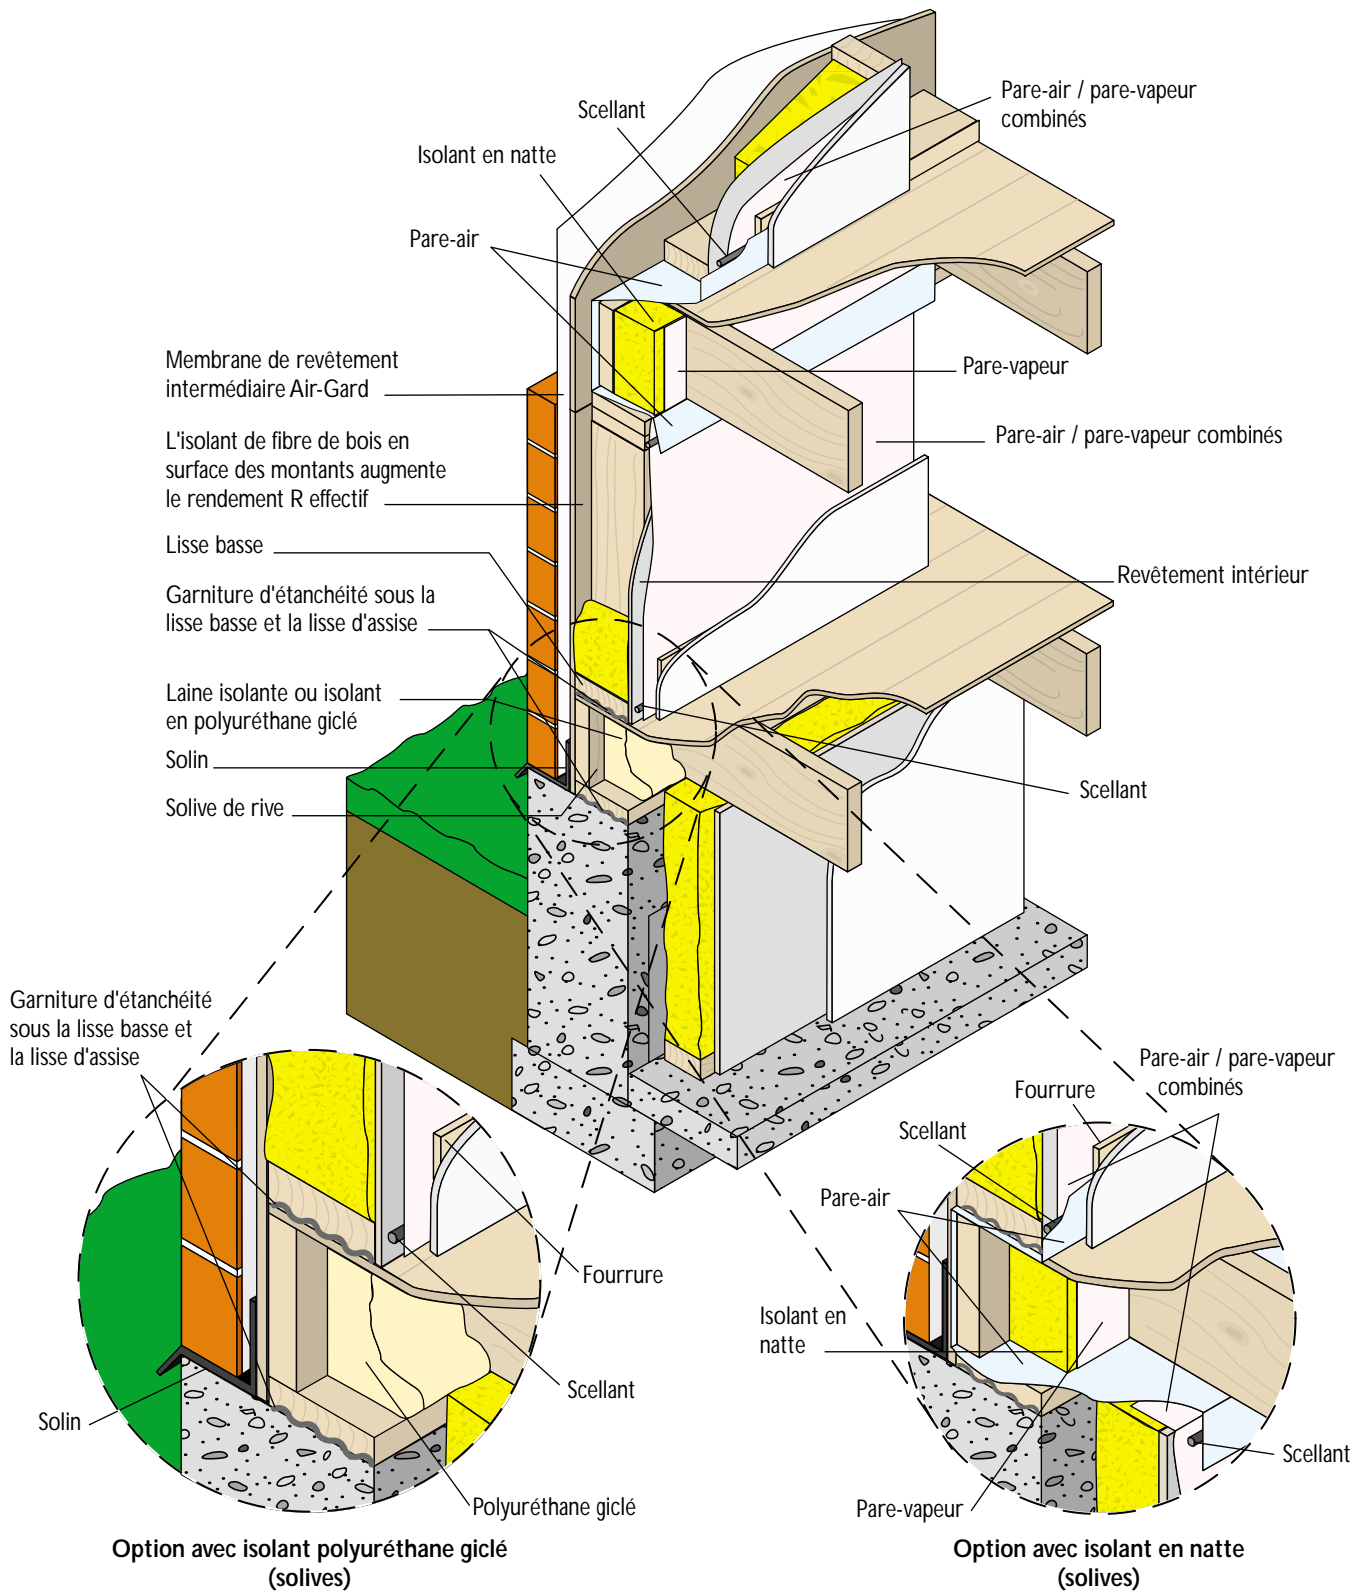 Pare-air / pare-vapeur
combinés
Scellant
Isolant en natte
Pare-air
Membrane de revêtement
intermédiaire Air-Gard
Pare-vapeur
L'isolant de fibre de bois en
surface des montants augmente
le rendement R effectif
Pare-air / pare-vapeur combinés
Lisse basse
Revêtement intérieur
Garniture d'étanchéité sous la
lisse basse et la lisse d'assise
Laine isolante ou isolant
en polyuréthane giclé
Solin
Scellant
Solive de rive
Garniture d'étanchéité
sous la lisse basse et
la lisse d'assise
Pare-air / pare-vapeur
combinés
Fourrure
Scellant
Pare-air
Fourrure
Isolant en
natte
Scellant
Solin
Scellant
Polyuréthane giclé
Pare-vapeur
Option avec isolant polyuréthane giclé
(solives)
Option avec isolant en natte
(solives)